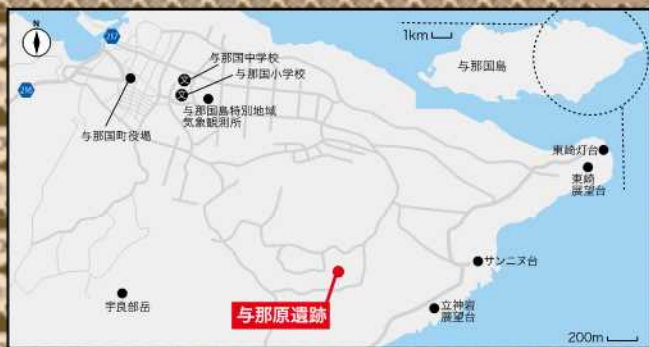 N
217
216
与那国中学校
文
与那国小学校
文
与那国島特別地域
気象観測所
与那国町役場
1km
与那国島
東崎灯台
東崎
展望台
サンニヌ台
立神岩
展望台
宇良部岳
与那原遺跡
200m